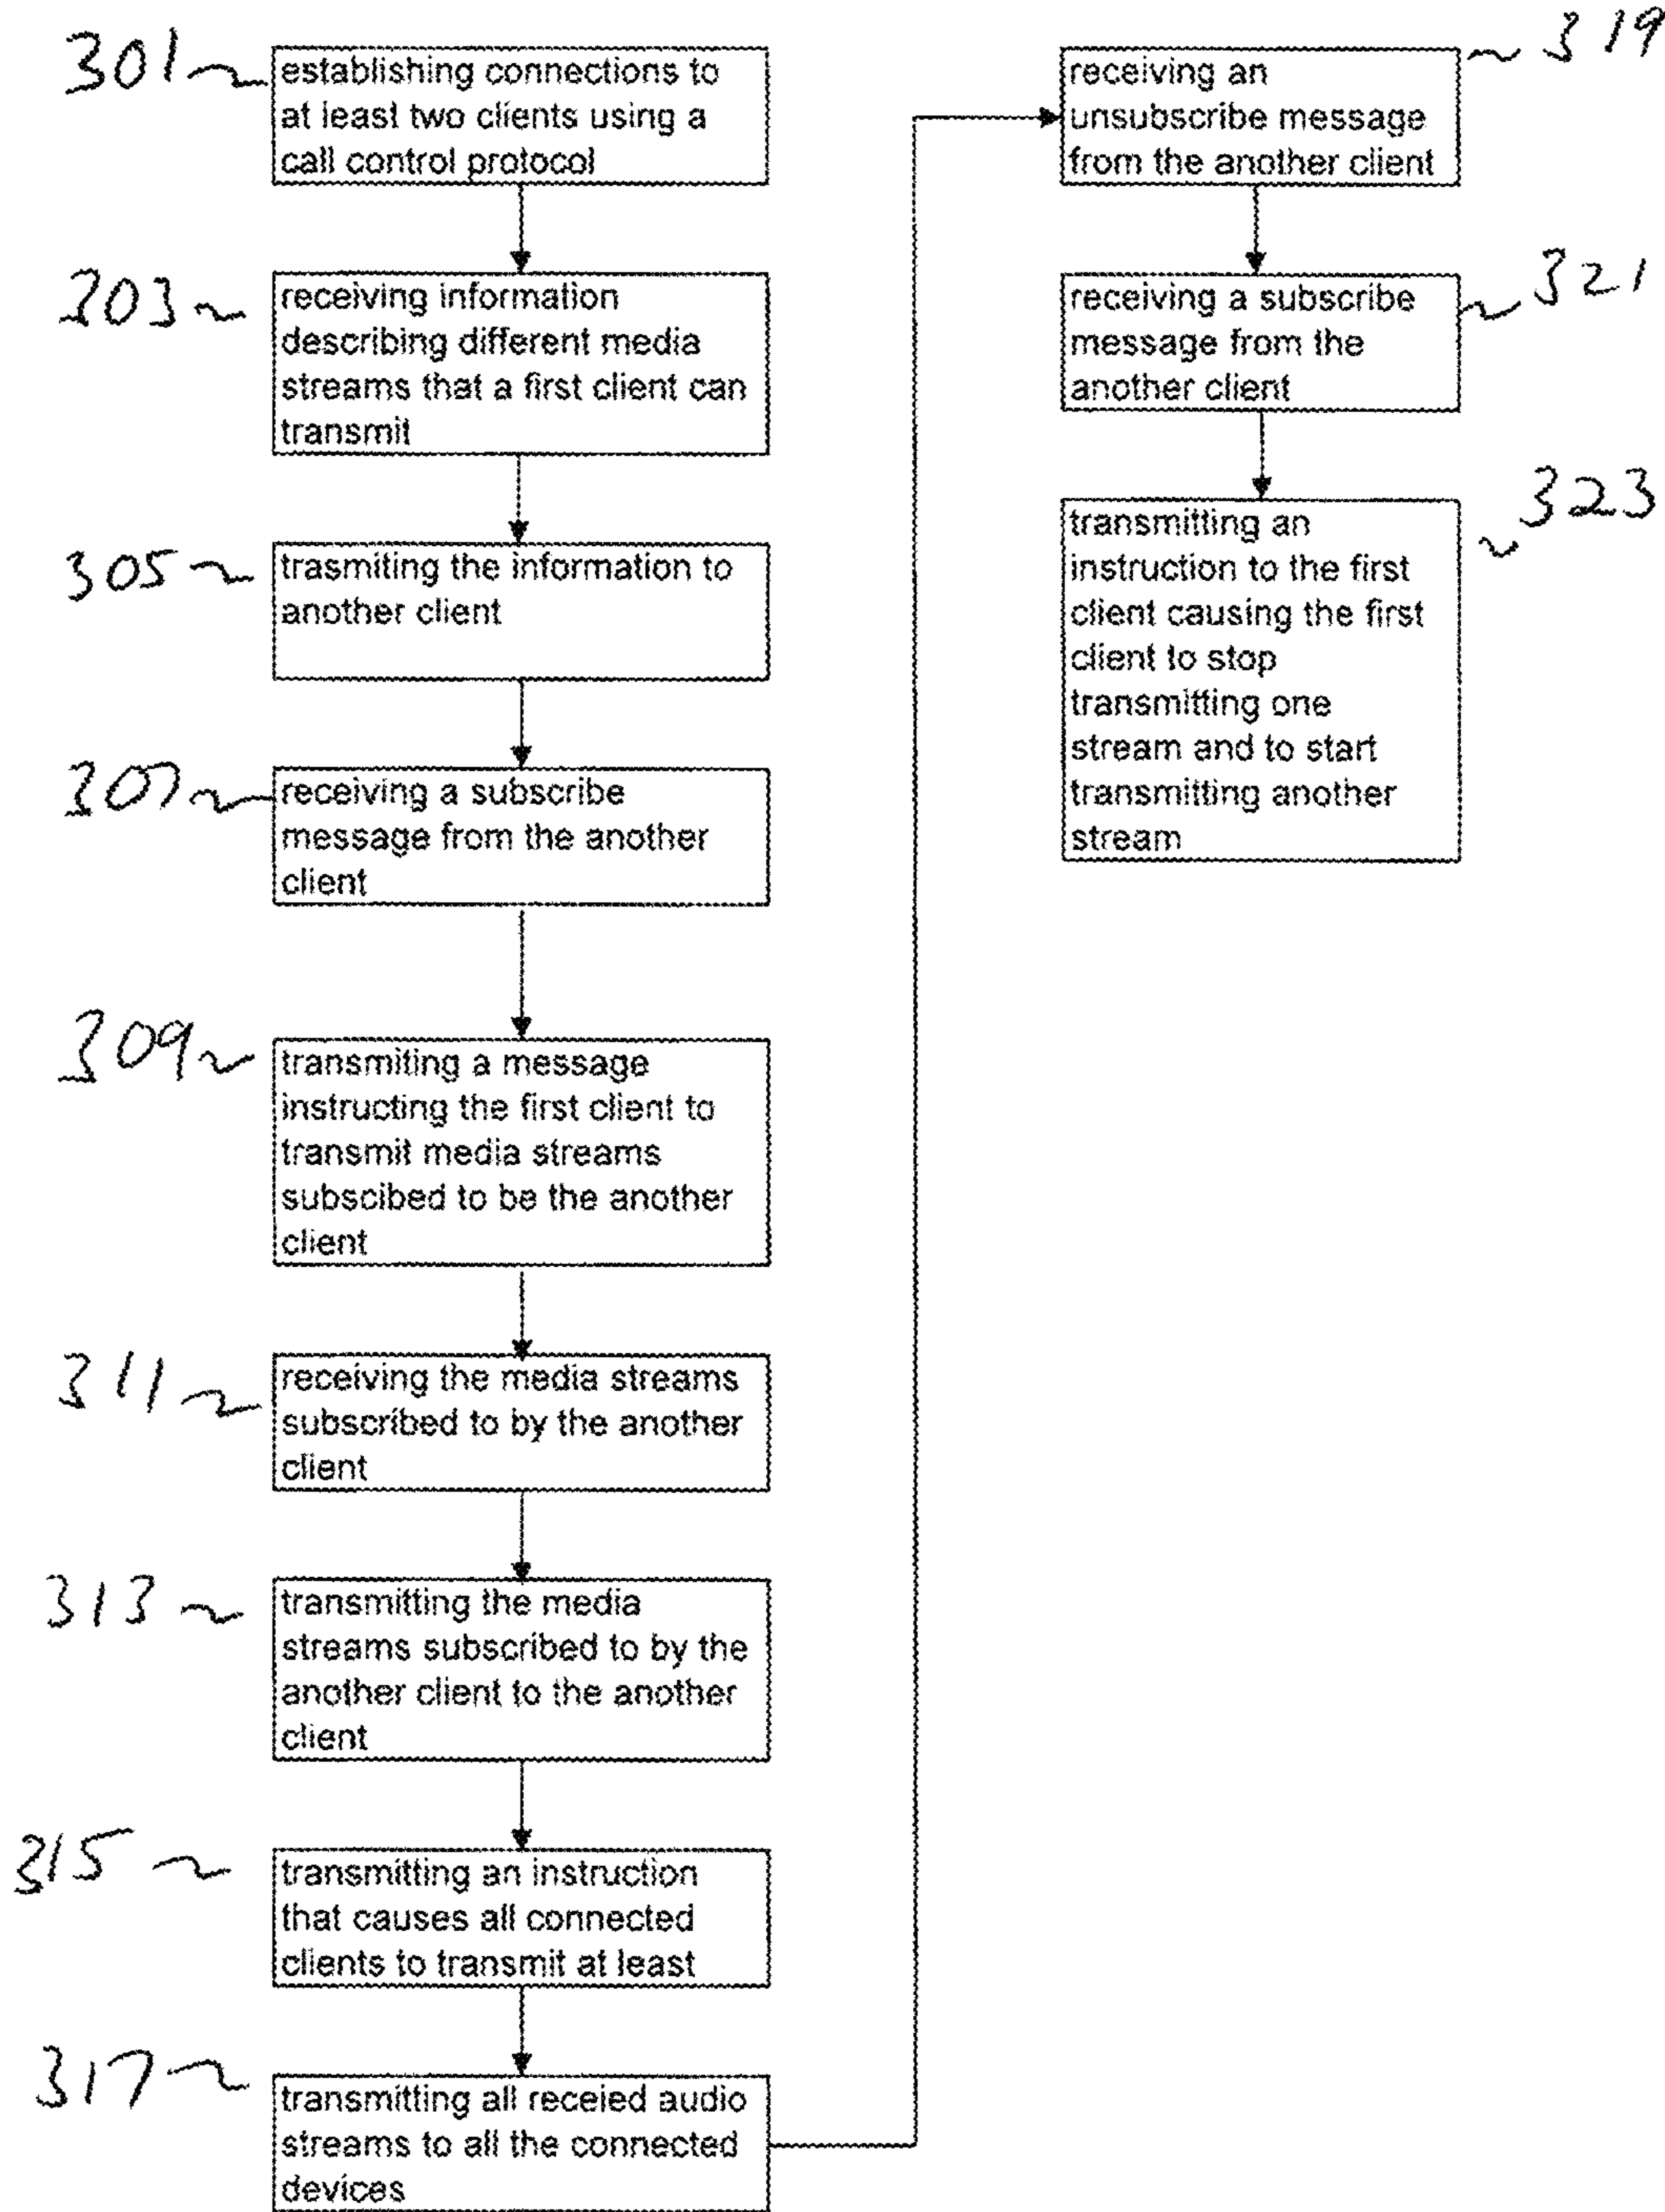 301
establishing connections to
at least two clients using a
call control protocol
303
receiving information
describing different media
streams that a first client can
transmit
305
trasmiting the information to
another client
307
receiving a subscribe
message from the another
client
309
transmiting a message
instructing the first client to
transmit media streams
subscibed to be the another
client
311
receiving the media streams
subscribed to by the another
client
313
transmitting the media
streams subscribed to by the
another client to the another
client
315
transmitting an instruction
that causes all connected
clients to transmit at least
317
transmitting all receied audio
streams to all the connected
devices
319
receiving an
unsubscribe message
from the another client
321
receiving a subscribe
message from the
another client
323
transmitting an
instruction to the first
client causing the first
client to stop
transmitting one
stream and to start
transmitting another
stream